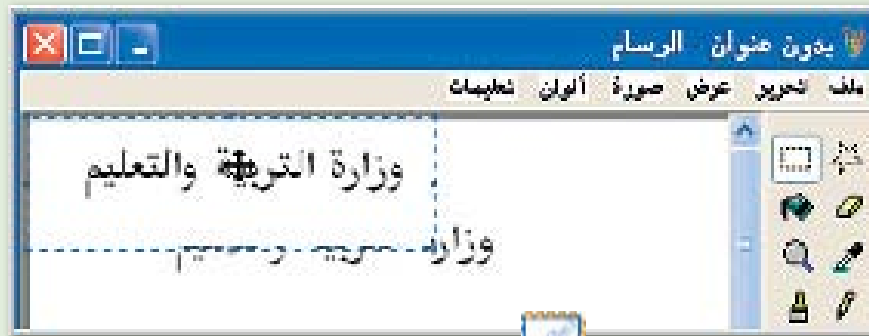 بدون عنوان - الرسام
ملف تحرير عرض صورة ألوان تعليمات
وزارة التربية والتعليم